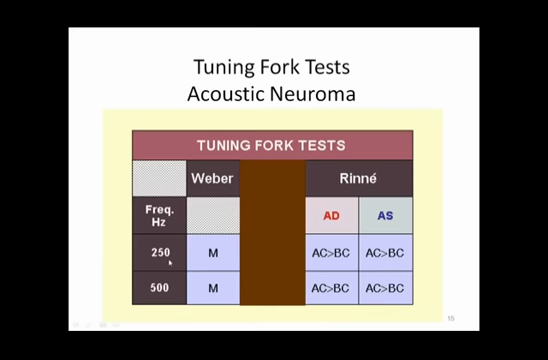 Tuning Fork Tests
Acoustic Neuroma
TUNING FORK TESTS
Weber Rinné
Freq. Hz AD AS
250 M AC>BC AC>BC
500 M AC>BC AC>BC
15